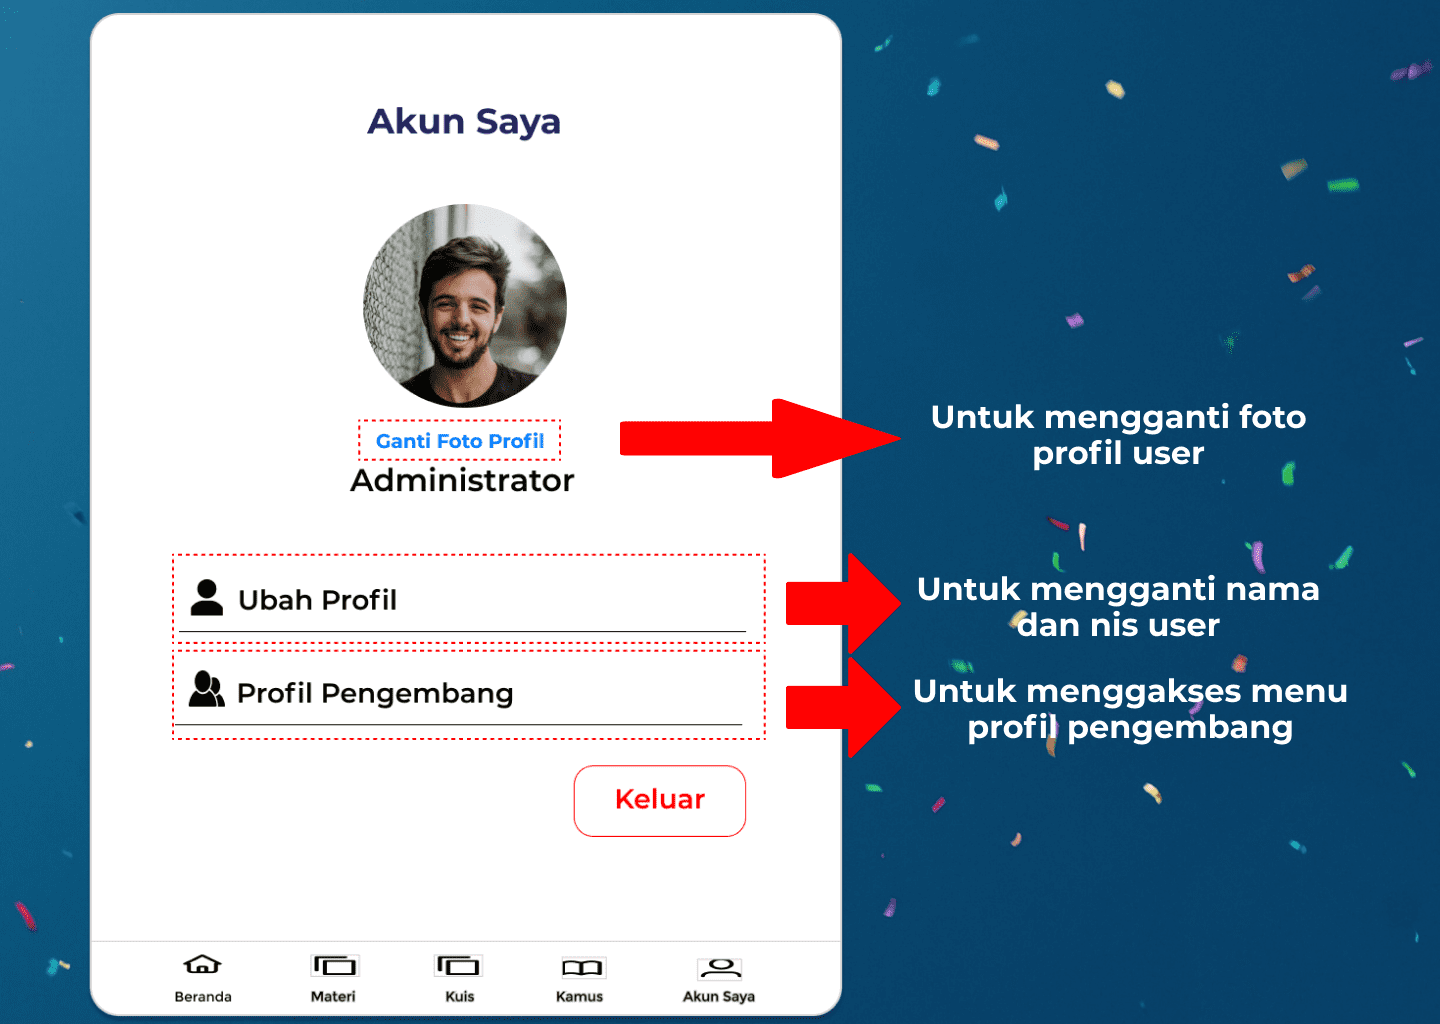 Akun Saya
Ganti Foto Profil
Administrator
Untuk mengganti foto
profil user
Ubah Profil
Untuk mengganti nama
dan nis user
Profil Pengembang
Untuk menggakses menu
profil pengembang
Keluar
Beranda
Materi
Kuis
Kamus
Akun Saya